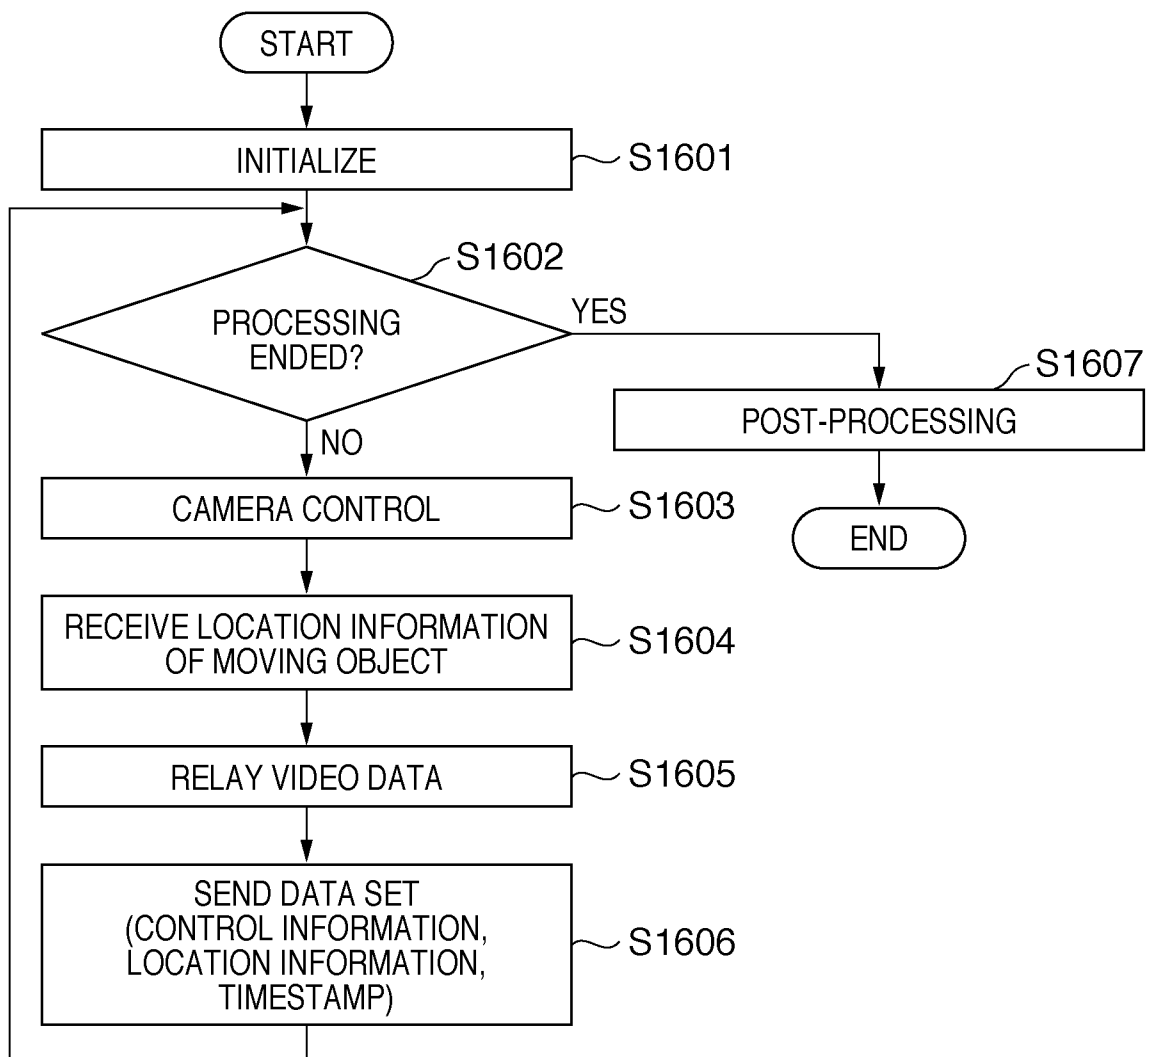 START
INITIALIZE
S1601
S1602
PROCESSING
ENDED?
YES
NO
S1607
POST-PROCESSING
END
CAMERA CONTROL
S1603
RECEIVE LOCATION INFORMATION
OF MOVING OBJECT
S1604
RELAY VIDEO DATA
S1605
SEND DATA SET
(CONTROL INFORMATION,
LOCATION INFORMATION,
TIMESTAMP)
S1606